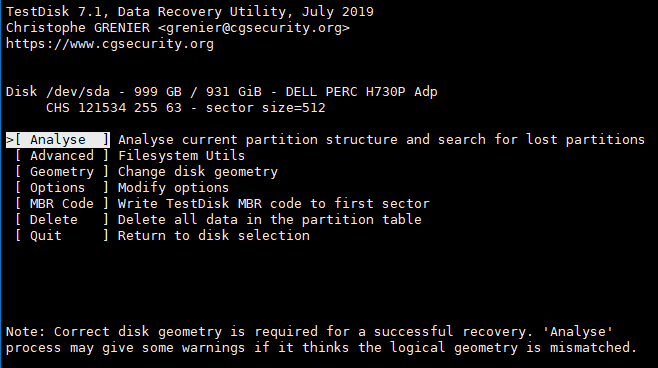 TestDisk 7.1, Data Recovery Utility, July 2019
Christophe GRENIER <grenier@cgsecurity.org>
https://www.cgsecurity.org
Disk /dev/sda - 999 GB / 931 GiB - DELL PERC H730P Adp
CHS 121534 255 63 - sector size=512
>[ Analyse  ] Analyse current partition structure and search for lost partitions
[ Advanced ] Filesystem Utils
[ Geometry ] Change disk geometry
[ Options  ] Modify options
[ MBR Code ] Write TestDisk MBR code to first sector
[ Delete   ] Delete all data in the partition table
[ Quit     ] Return to disk selection
Note: Correct disk geometry is required for a successful recovery. 'Analyse'
process may give some warnings if it thinks the logical geometry is mismatched.